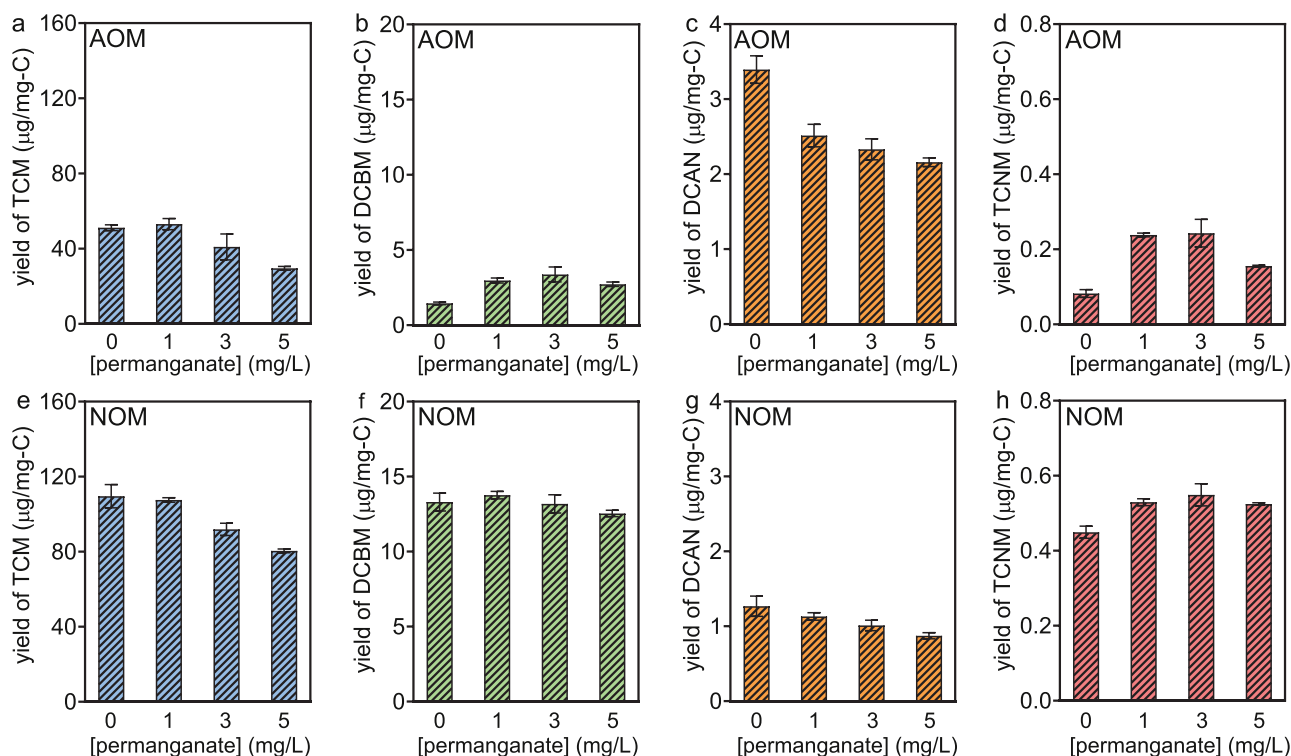 a
AOM
yield of TCM (µg/mg-C)
160
120
80
40
0
0 1 3 5
[permanganate] (mg/L)
b
AOM
yield of DCBM (µg/mg-C)
20
15
10
5
0
0 1 3 5
[permanganate] (mg/L)
c
AOM
yield of DCAN (µg/mg-C)
4
3
2
1
0
0 1 3 5
[permanganate] (mg/L)
d
AOM
yield of TCNM (µg/mg-C)
0.8
0.6
0.4
0.2
0.0
0 1 3 5
[permanganate] (mg/L)
e
NOM
yield of TCM (µg/mg-C)
160
120
80
40
0
0 1 3 5
[permanganate] (mg/L)
f
NOM
yield of DCBM (µg/mg-C)
20
15
10
5
0
0 1 3 5
[permanganate] (mg/L)
g
NOM
yield of DCAN (µg/mg-C)
4
3
2
1
0
0 1 3 5
[permanganate] (mg/L)
h
NOM
yield of TCNM (µg/mg-C)
0.8
0.6
0.4
0.2
0.0
0 1 3 5
[permanganate] (mg/L)